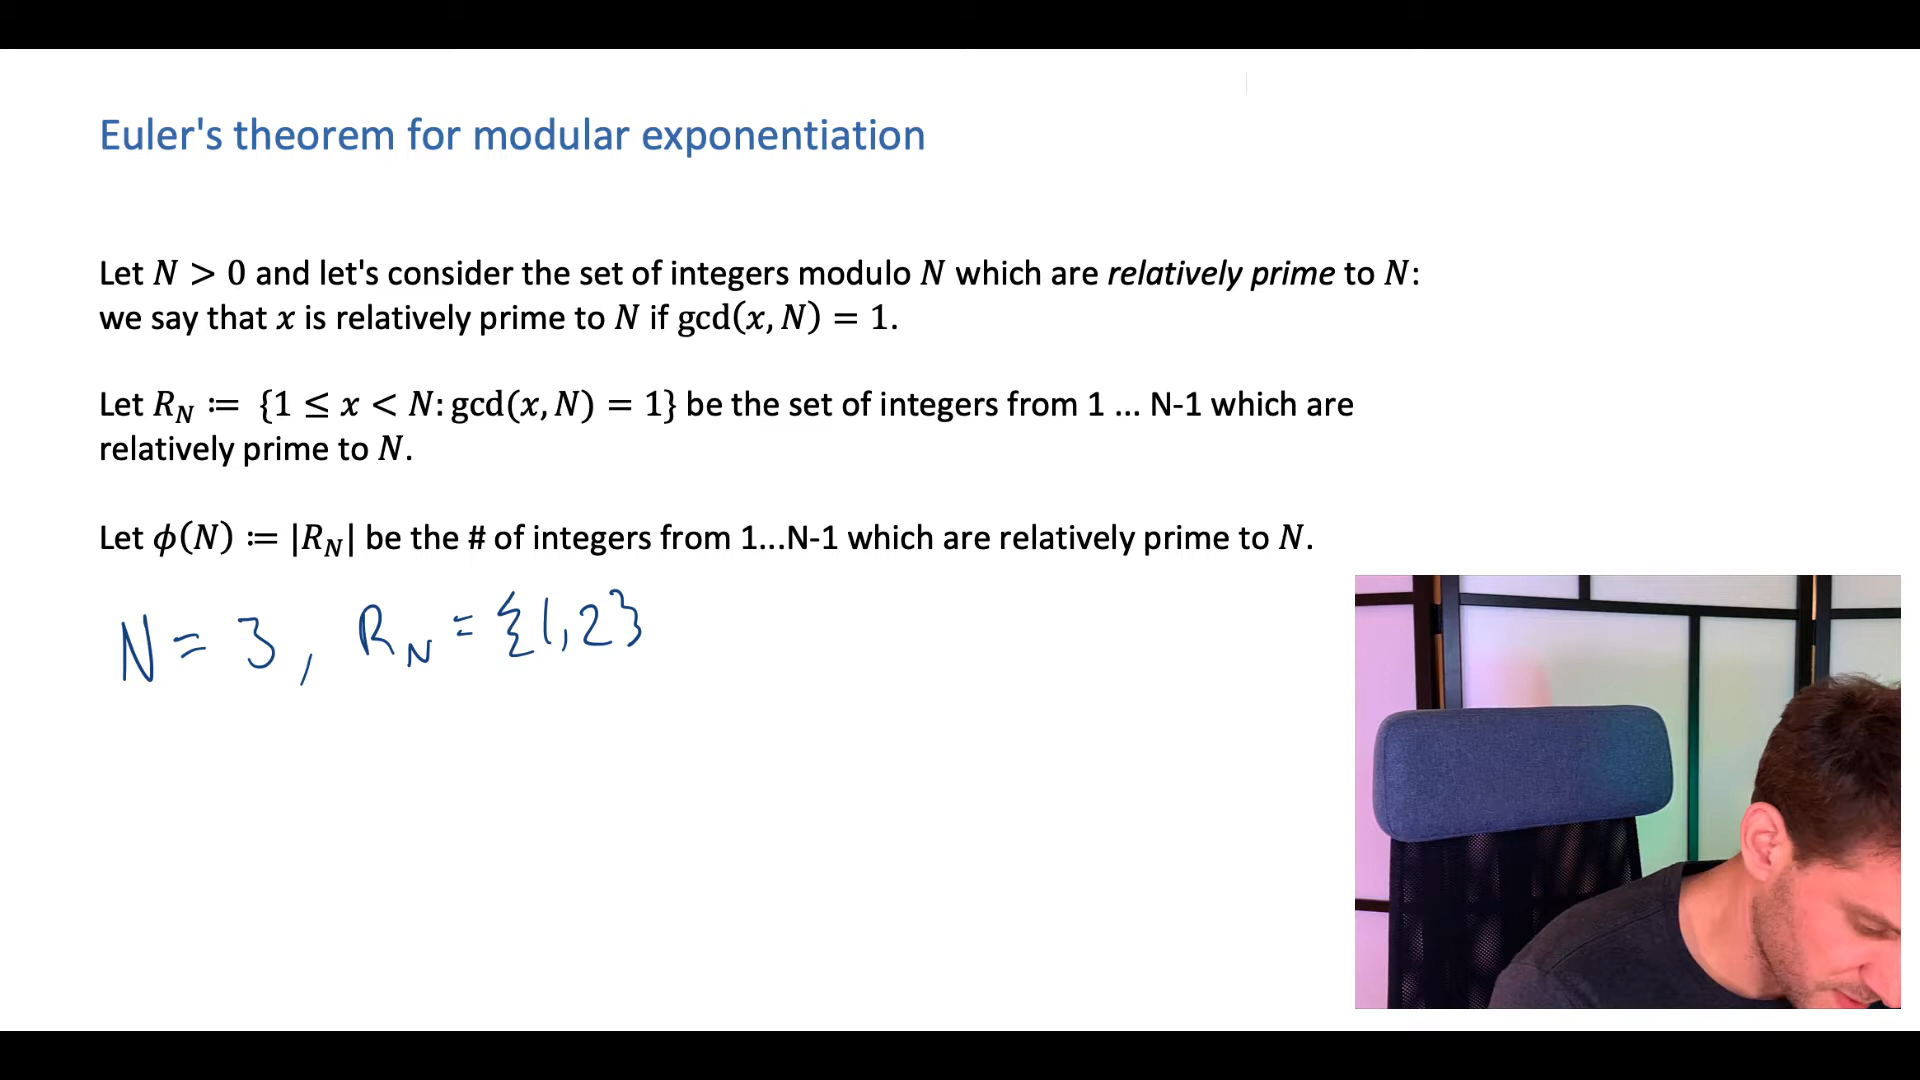 Euler's theorem for modular exponentiation
Let N > 0 and let's consider the set of integers modulo N which are relatively prime to N:
we say that x is relatively prime to N if gcd(x, N) = 1.
Let R_N ≔ {1 ≤ x < N: gcd(x, N) = 1} be the set of integers from 1 ... N-1 which are
relatively prime to N.
Let ϕ(N) ≔ |R_N| be the # of integers from 1...N-1 which are relatively prime to N.
N = 3, R_N = {1,2}